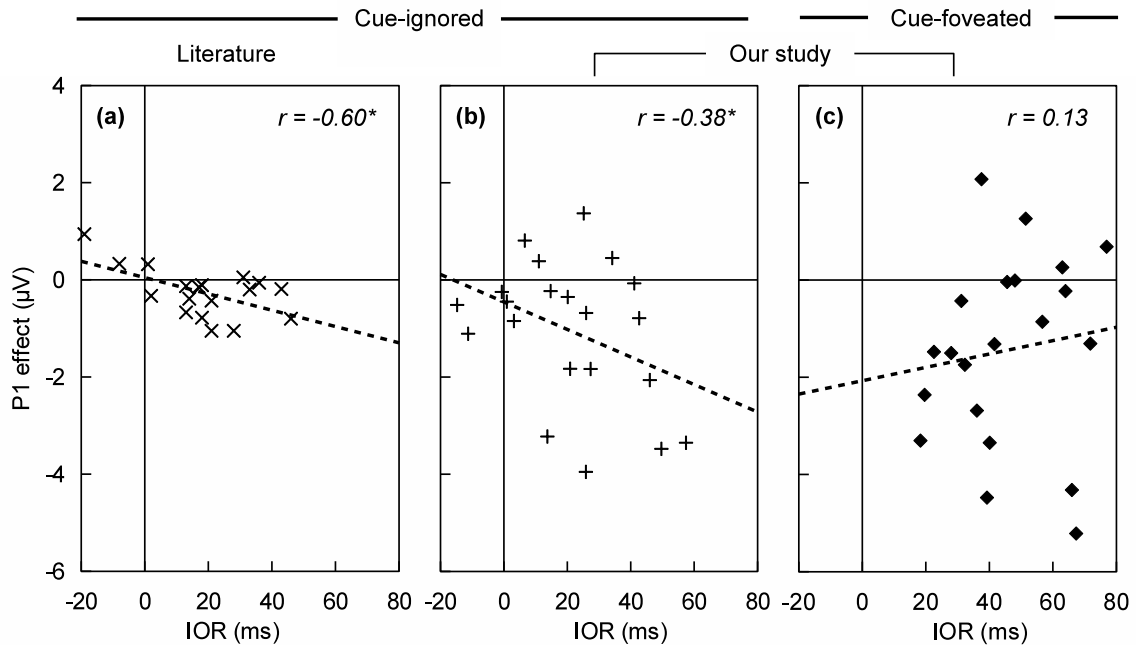 Cue-ignored
Cue-foveated
Literature
Our study
(a)
r = -0.60*
(b)
r = -0.38*
(c)
r = 0.13
P1 effect (µV)
4
2
0
-2
-4
-6
-20 0 20 40 60 80
-20 0 20 40 60 80
-20 0 20 40 60 80
IOR (ms)
IOR (ms)
IOR (ms)